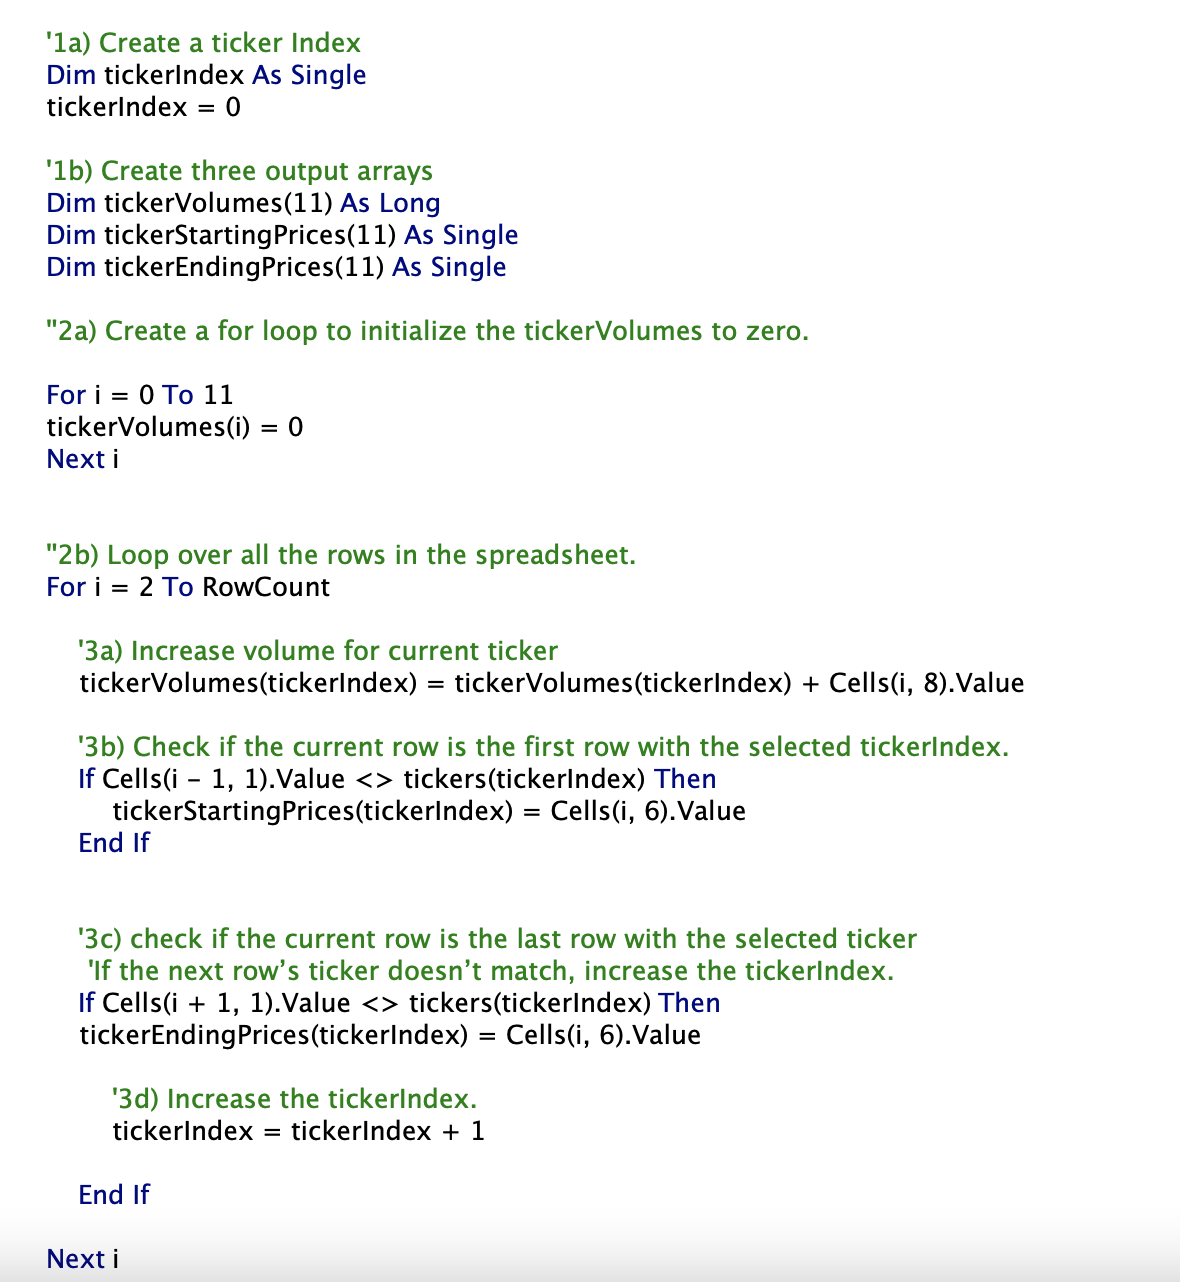 '1a) Create a ticker Index
Dim tickerIndex As Single
tickerIndex = 0
'1b) Create three output arrays
Dim tickerVolumes(11) As Long
Dim tickerStartingPrices(11) As Single
Dim tickerEndingPrices(11) As Single
"2a) Create a for loop to initialize the tickerVolumes to zero.
For i = 0 To 11
tickerVolumes(i) = 0
Next i
"2b) Loop over all the rows in the spreadsheet.
For i = 2 To RowCount
'3a) Increase volume for current ticker
tickerVolumes(tickerIndex) = tickerVolumes(tickerIndex) + Cells(i, 8).Value
'3b) Check if the current row is the first row with the selected tickerIndex.
If Cells(i - 1, 1).Value <> tickers(tickerIndex) Then
tickerStartingPrices(tickerIndex) = Cells(i, 6).Value
End If
'3c) check if the current row is the last row with the selected ticker
'If the next row’s ticker doesn’t match, increase the tickerIndex.
If Cells(i + 1, 1).Value <> tickers(tickerIndex) Then
tickerEndingPrices(tickerIndex) = Cells(i, 6).Value
'3d) Increase the tickerIndex.
tickerIndex = tickerIndex + 1
End If
Next i